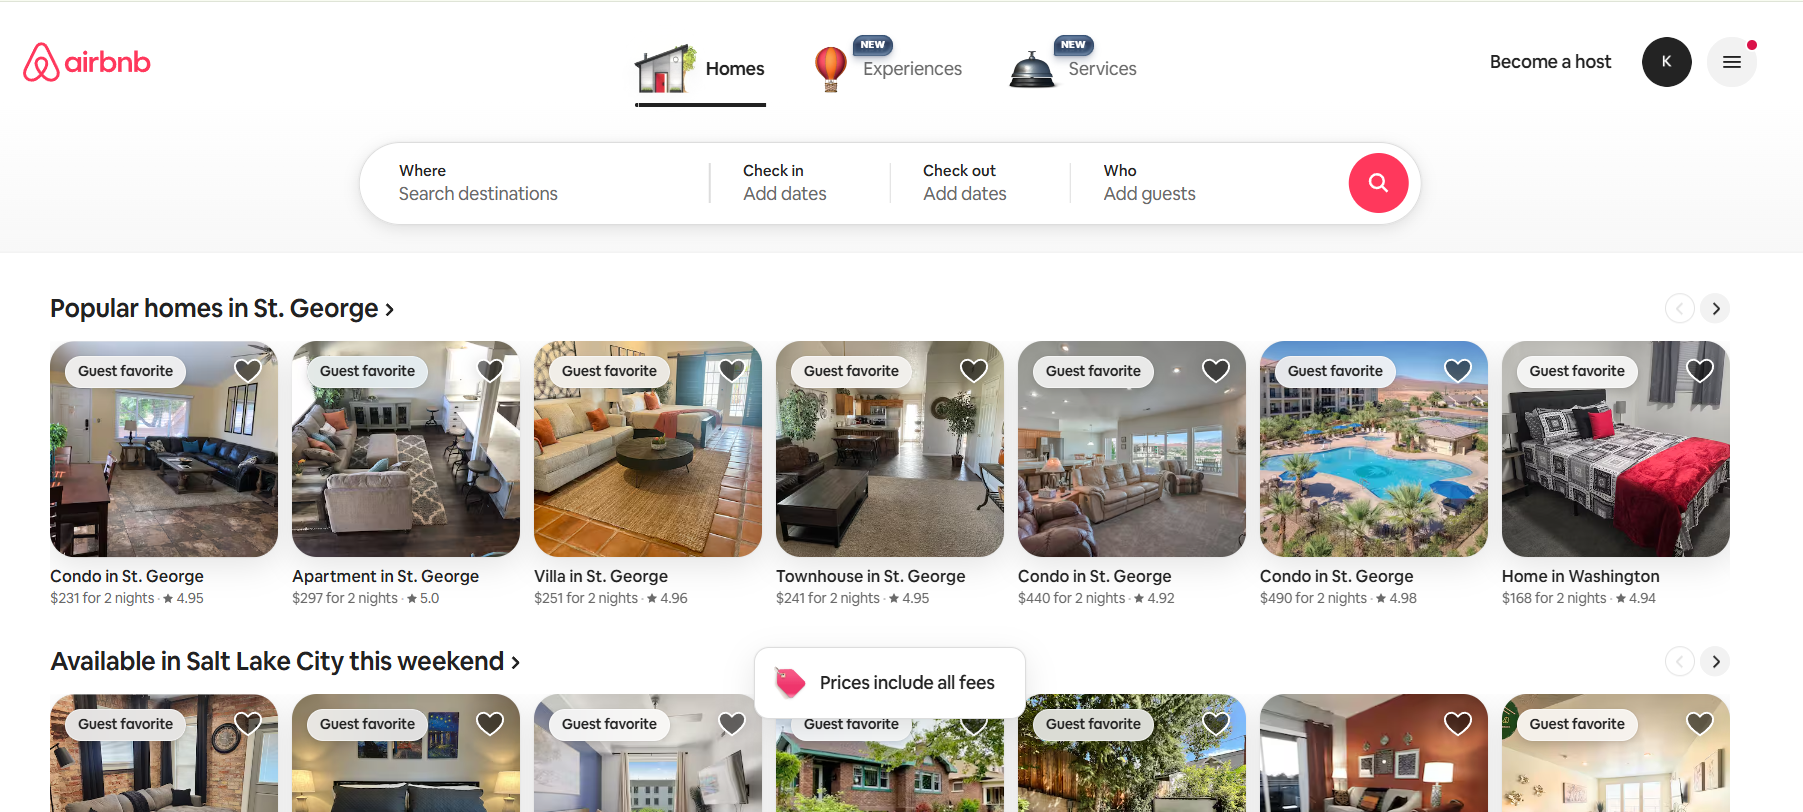 airbnb
Homes
NEW
Experiences
NEW
Services
Become a host
K
Where
Search destinations
Check in
Add dates
Check out
Add dates
Who
Add guests
Popular homes in St. George
Guest favorite
Guest favorite
Guest favorite
Guest favorite
Guest favorite
Guest favorite
Guest favorite
Condo in St. George
$231 for 2 nights · ★ 4.95
Apartment in St. George
$297 for 2 nights · ★ 5.0
Villa in St. George
$251 for 2 nights · ★ 4.96
Townhouse in St. George
$241 for 2 nights · ★ 4.95
Condo in St. George
$440 for 2 nights · ★ 4.92
Condo in St. George
$490 for 2 nights · ★ 4.98
Home in Washington
$168 for 2 nights · ★ 4.94
Available in Salt Lake City this weekend
Prices include all fees
Guest favorite
Guest favorite
Guest favorite
Guest favorite
Guest favorite
Guest favorite